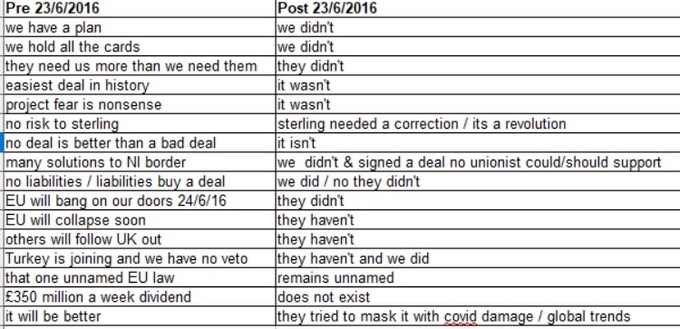 Pre 23/6/2016 Post 23/6/2016
we have a plan we didn't
we hold all the cards we didn't
they need us more than we need them they didn't
easiest deal in history it wasn't
project fear is nonsense it wasn't
no risk to sterling sterling needed a correction / its a revolution
no deal is better than a bad deal it isn't
many solutions to NI border we didn't & signed a deal no unionist could/should support
no liabilities / liabilities buy a deal we did / no they didn't
EU will bang on our doors 24/6/16 they didn't
EU will collapse soon they haven't
others will follow UK out they haven't
Turkey is joining and we have no veto they haven't and we did
that one unnamed EU law remains unnamed
£350 million a week dividend does not exist
it will be better they tried to mask it with covid damage / global trends